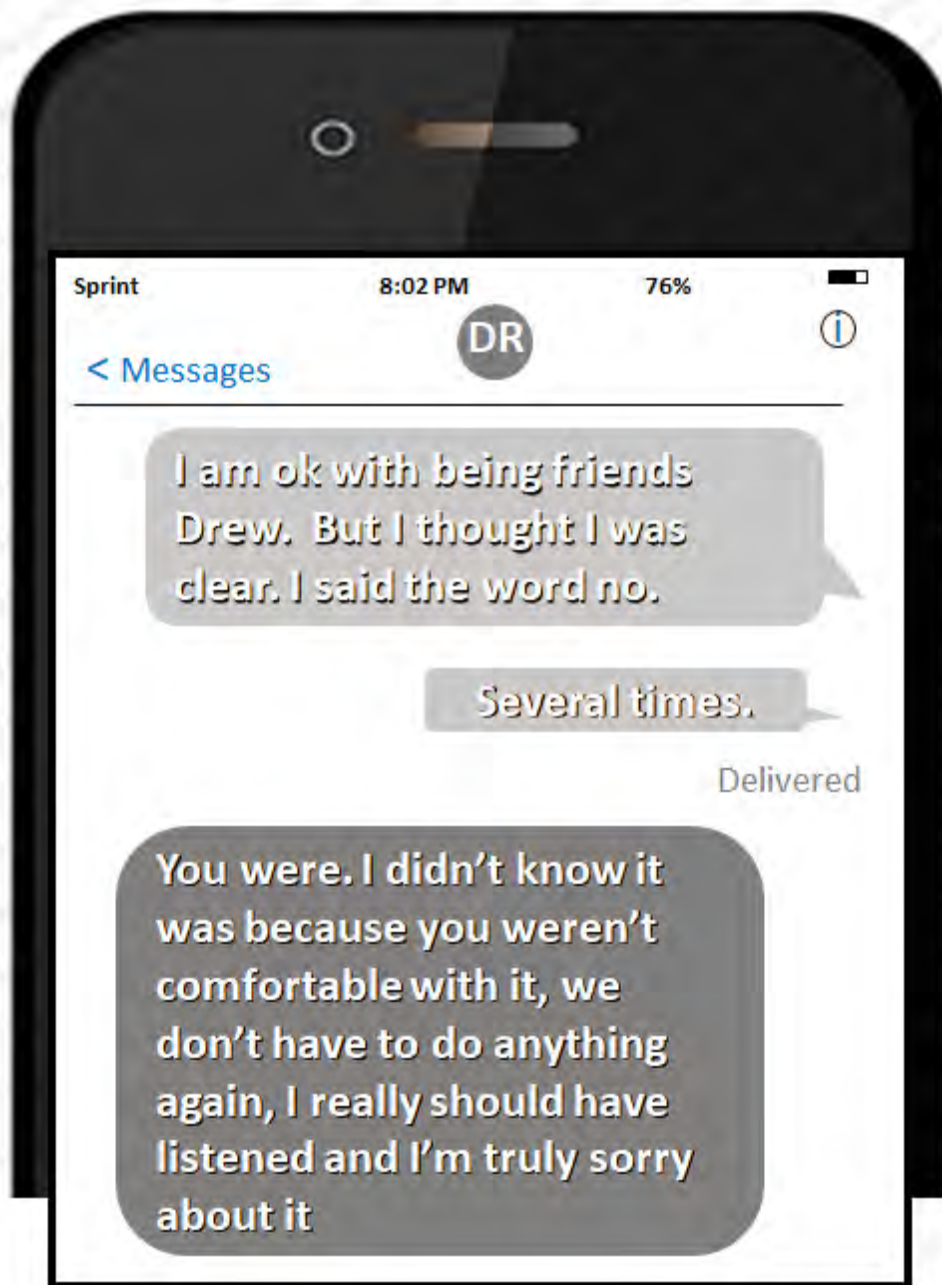 Sprint 8:02 PM 76%
DR
i
< Messages
I am ok with being friends
Drew.  But I thought I was
clear. I said the word no.
Several times.
Delivered
You were. I didn’t know it
was because you weren’t
comfortable with it, we
don’t have to do anything
again, I really should have
listened and I’m truly sorry
about it